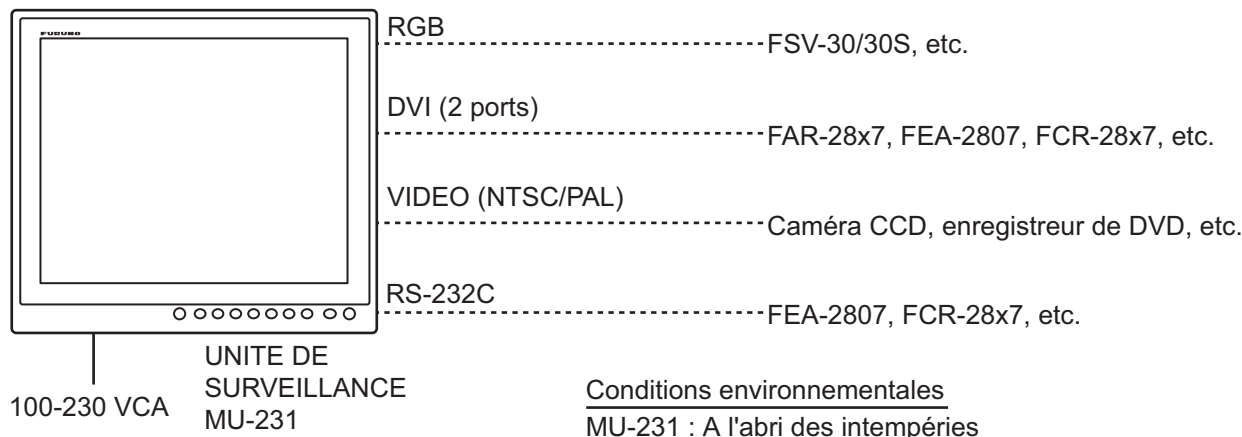 FURUNO
RGB
FSV-30/30S, etc.
DVI (2 ports)
FAR-28x7, FEA-2807, FCR-28x7, etc.
VIDEO (NTSC/PAL)
Caméra CCD, enregistreur de DVD, etc.
RS-232C
FEA-2807, FCR-28x7, etc.
UNITE DE
SURVEILLANCE
MU-231
100-230 VCA
Conditions environnementales
MU-231 : A l'abri des intempéries